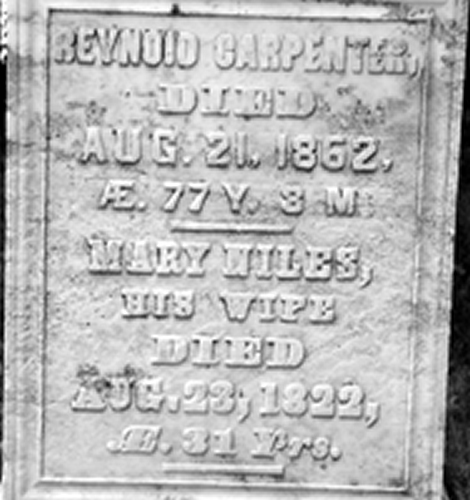 REYNOLD CARPENTER,
DIED
AUG. 21, 1862,
Æ. 77 Y. 8 M.
MARY NILES,
HIS WIFE
DIED
AUG. 23, 1822,
Æ. 31 Yrs.